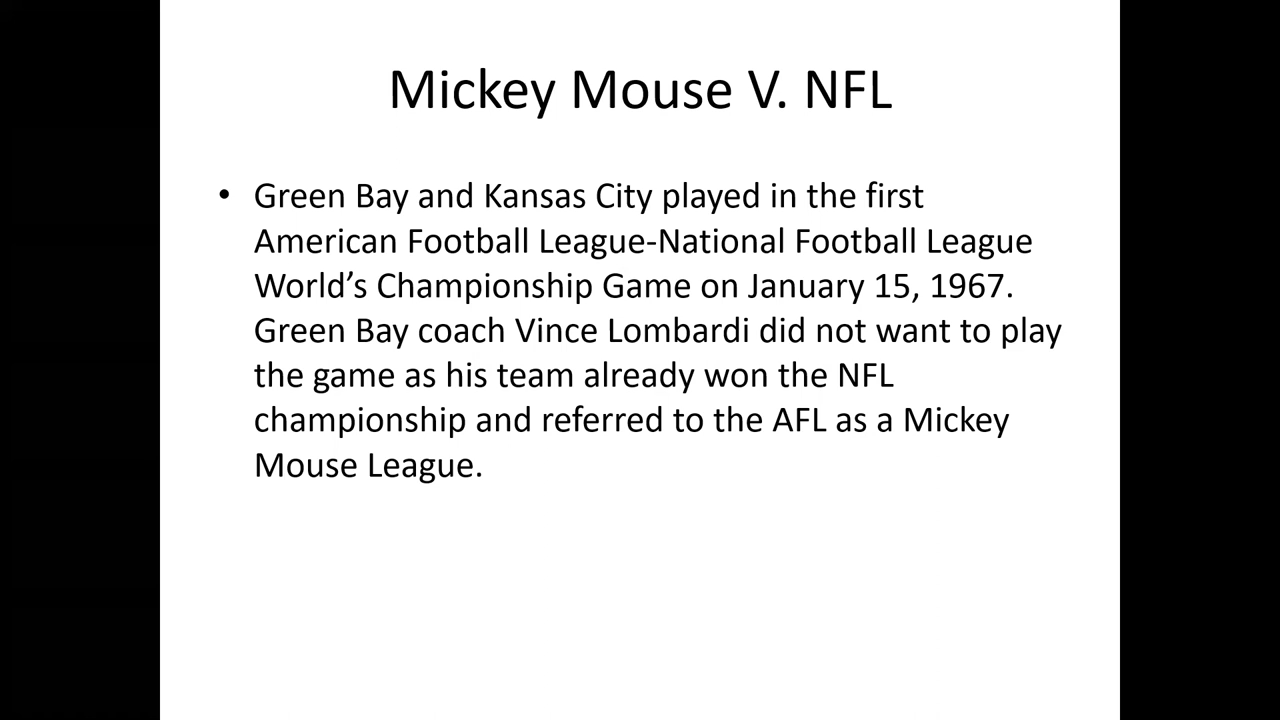 Mickey Mouse V. NFL
• Green Bay and Kansas City played in the first
American Football League-National Football League
World’s Championship Game on January 15, 1967.
Green Bay coach Vince Lombardi did not want to play
the game as his team already won the NFL
championship and referred to the AFL as a Mickey
Mouse League.